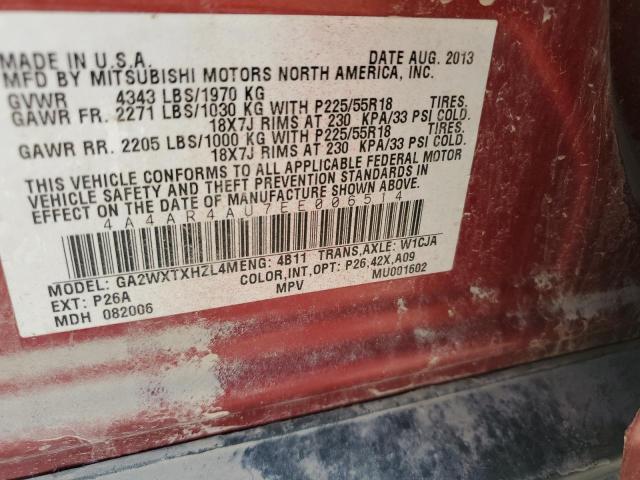 MADE IN U.S.A. DATE AUG. 2013
MFD BY MITSUBISHI MOTORS NORTH AMERICA, INC.
GVWR 4343 LBS/1970 KG
GAWR FR. 2271 LBS/1030 KG WITH P225/55R18 TIRES.
18X7J RIMS AT 230 KPA/33 PSI COLD.
GAWR RR. 2205 LBS/1000 KG WITH P225/55R18 TIRES.
18X7J RIMS AT 230 KPA/33 PSI COLD.
THIS VEHICLE CONFORMS TO ALL APPLICABLE FEDERAL MOTOR
VEHICLE SAFETY AND THEFT PREVENTION STANDARDS IN
EFFECT ON THE DATE OF MANUFACTURE SHOWN ABOVE.
4A4AR4AU7EE006514
GA2WXTXHZL4MENG: 4B11 TRANS,AXLE: W1CJA
EXT: P26A COLOR,INT,OPT: P26,42X,A09
MDH 082006 MPV MU001602